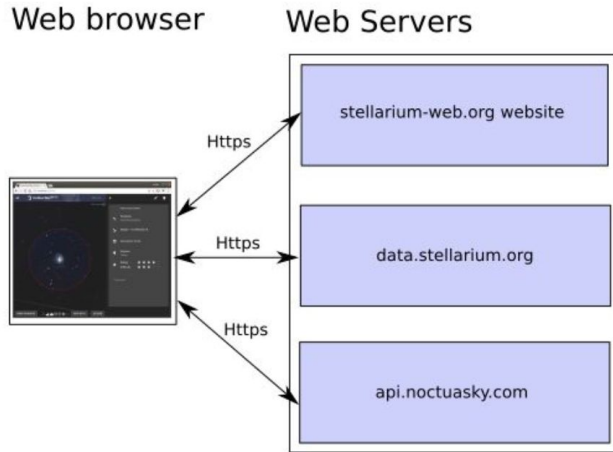 Web browser
Web Servers
stellarium-web.org website
Https
Https
data.stellarium.org
Https
api.noctuasky.com